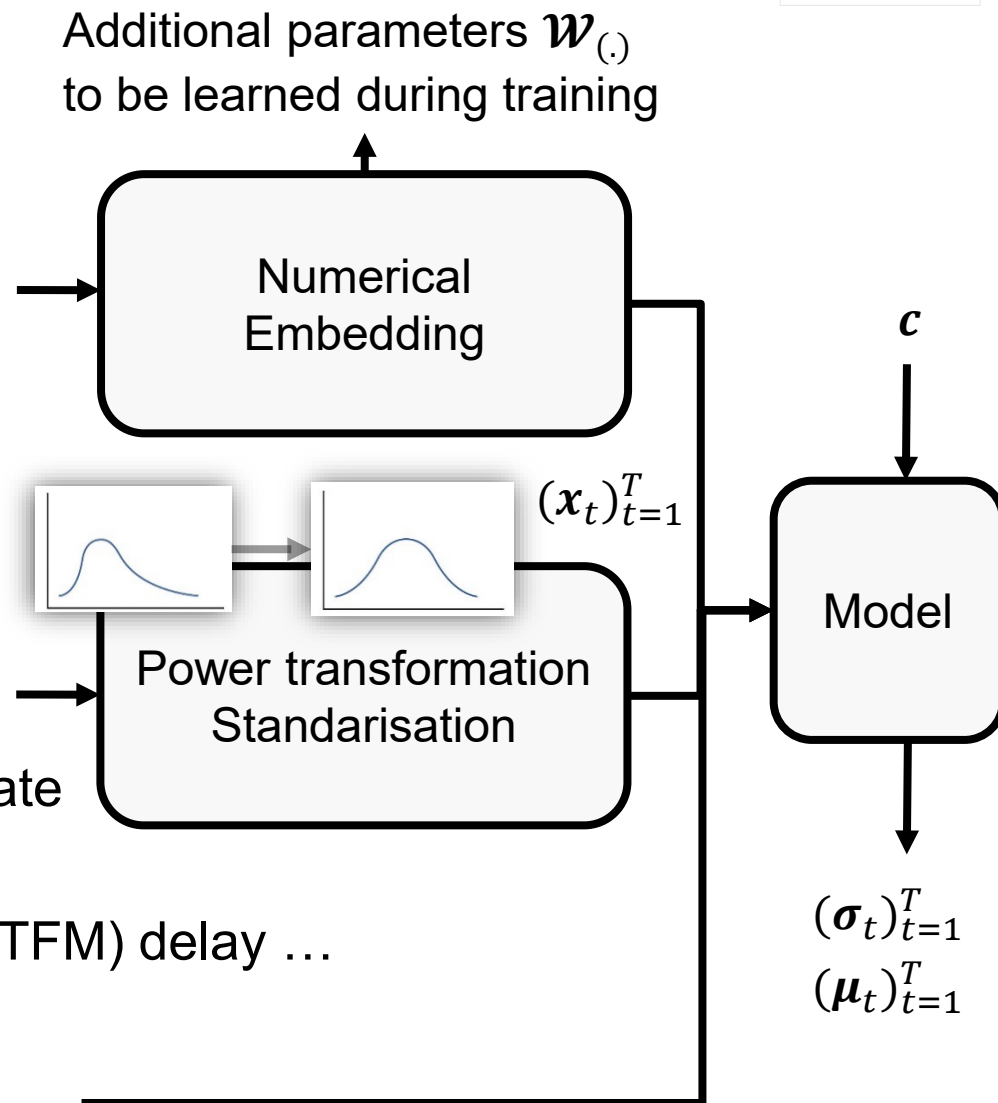 Additional parameters 𝓦₍.₎
to be learned during training
Numerical
Embedding
c
(x_t)_{t=1}^T
Model
Power transformation
Standarisation
ate
TFM) delay …
(σ_t)_{t=1}^T
(μ_t)_{t=1}^T